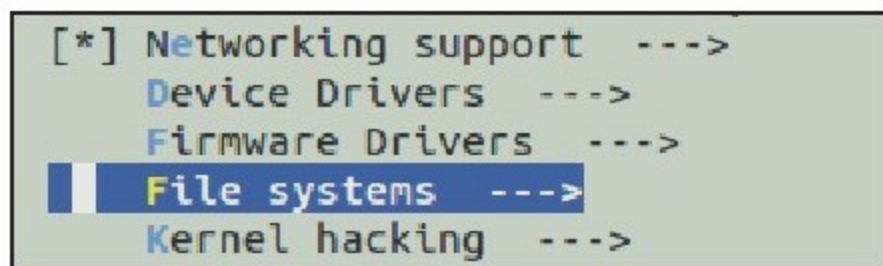 [*] Networking support --->
Device Drivers --->
Firmware Drivers --->
File systems --->
Kernel hacking --->